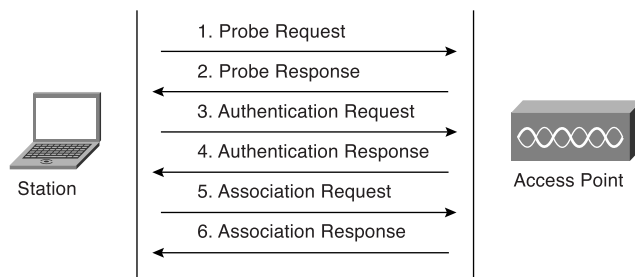 1. Probe Request
2. Probe Response
3. Authentication Request
4. Authentication Response
5. Association Request
6. Association Response
Station
Access Point